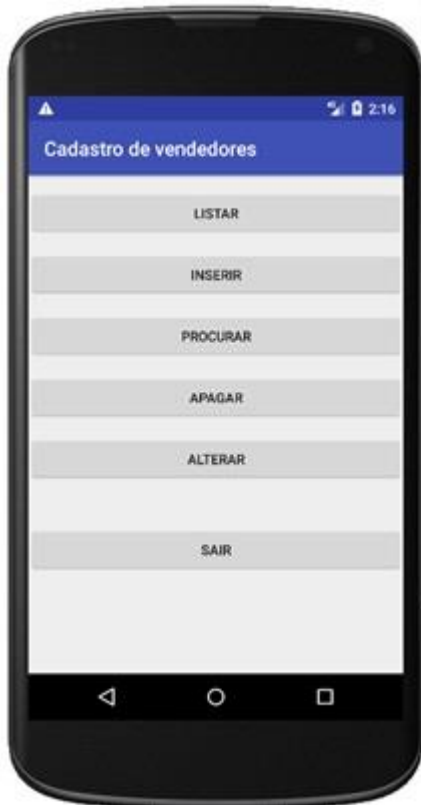 2:16
Cadastro de vendedores
LISTAR
INSERIR
PROCURAR
APAGAR
ALTERAR
SAIR